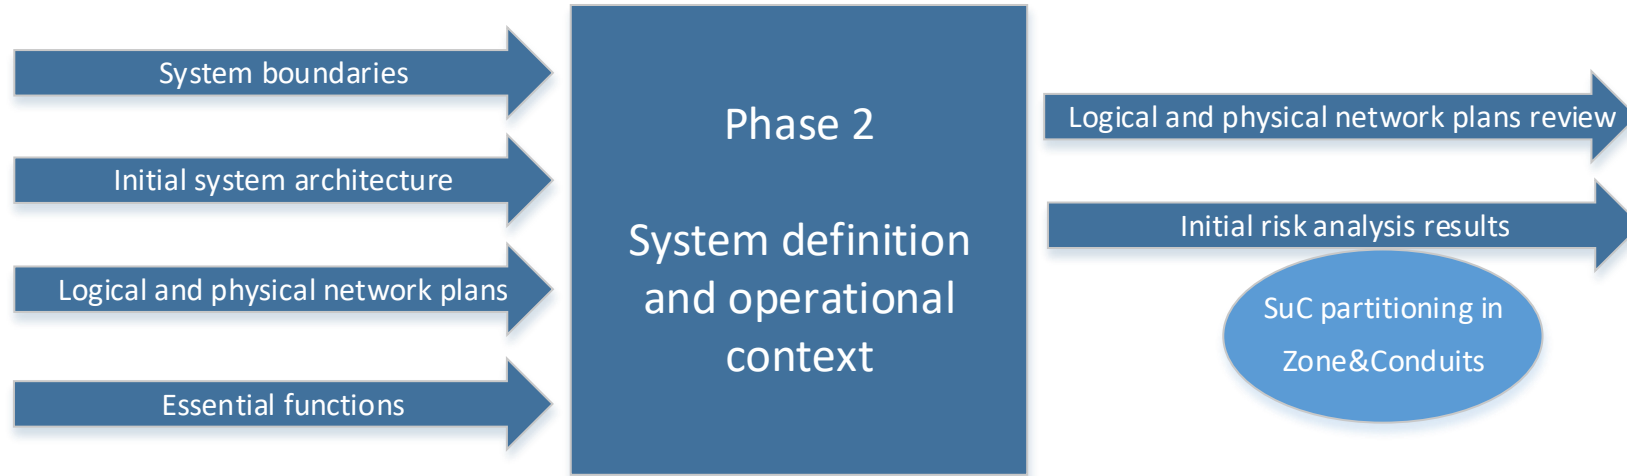 System boundaries
Initial system architecture
Logical and physical network plans
Essential functions
Phase 2
System definition
and operational
context
Logical and physical network plans review
Initial risk analysis results
SuC partitioning in
Zone&Conduits